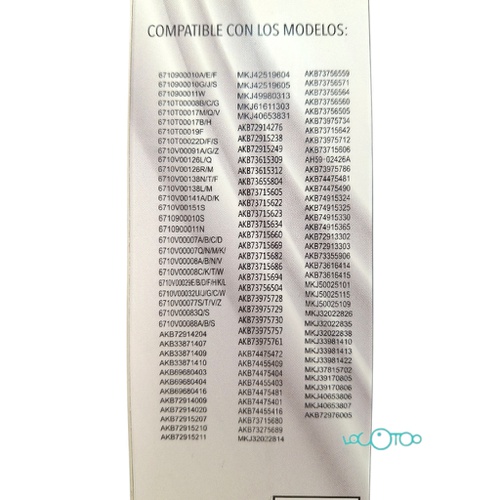 COMPATIBLE CON LOS MODELOS:
6710900010A/E/F
6710900010G/J/S
6710900011W
6710T00008B/C/G
6710T00017M/Q/V
6710T00017B/H
6710T00019F
6710T00022D/F/S
6710V00091A/G/Z
6710V00126L/Q
6710V00126R/M
6710V00138N/T/F
6710V00138L/M
6710V00141A/D/K
6710V00151S
6710900010S
6710900011N
6710V00007A/B/C/D
6710V00007Q/N/M/K/
6710V00008A/B/N/V
6710V00008C/K/T/W
6710V00029E/B/D/F/H/K/L
6710V00032U/J/G/C/W
6710V00077S/T/V/Z
6710V00083Q/S
6710V00088A/B/S
AKB72914204
AKB33871407
AKB33871409
AKB33871410
AKB69680403
AKB69680404
AKB69680416
AKB72914009
AKB72914020
AKB72915207
AKB72915210
AKB72915211
MKJ42519604
MKJ42519605
MKJ49980313
MKJ61611303
MKJ40653831
AKB72914276
AKB72915238
AKB72915249
AKB73615309
AKB73615312
AKB73655804
AKB73715605
AKB73715622
AKB73715623
AKB73715634
AKB73715660
AKB73715669
AKB73715682
AKB73715686
AKB73715694
AKB73756504
AKB73975728
AKB73975729
AKB73975730
AKB73975757
AKB73975761
AKB74475472
AKB74455409
AKB74475404
AKB74455403
AKB74475481
AKB74475401
AKB74455416
AKB73715680
AKB73275689
MKJ32022814
AKB73756559
AKB73756571
AKB73756564
AKB73756560
AKB73756505
AKB73975734
AKB73715642
AKB73975712
AKB73715606
AH59-02426A
AKB73975786
AKB74475481
AKB74475490
AKB74915324
AKB74915325
AKB74915330
AKB74915365
AKB72913302
AKB72913303
AKB73355906
AKB73616414
AKB73616415
MKJ50025101
MKJ50025115
MKJ50025109
MKJ32022826
MKJ32022835
MKJ32022838
MKJ33981410
MKJ33981413
MKJ33981422
MKJ37815702
MKJ39170805
MKJ39170806
MKJ40653806
MKJ40653807
AKB72976005
LOCOTOO